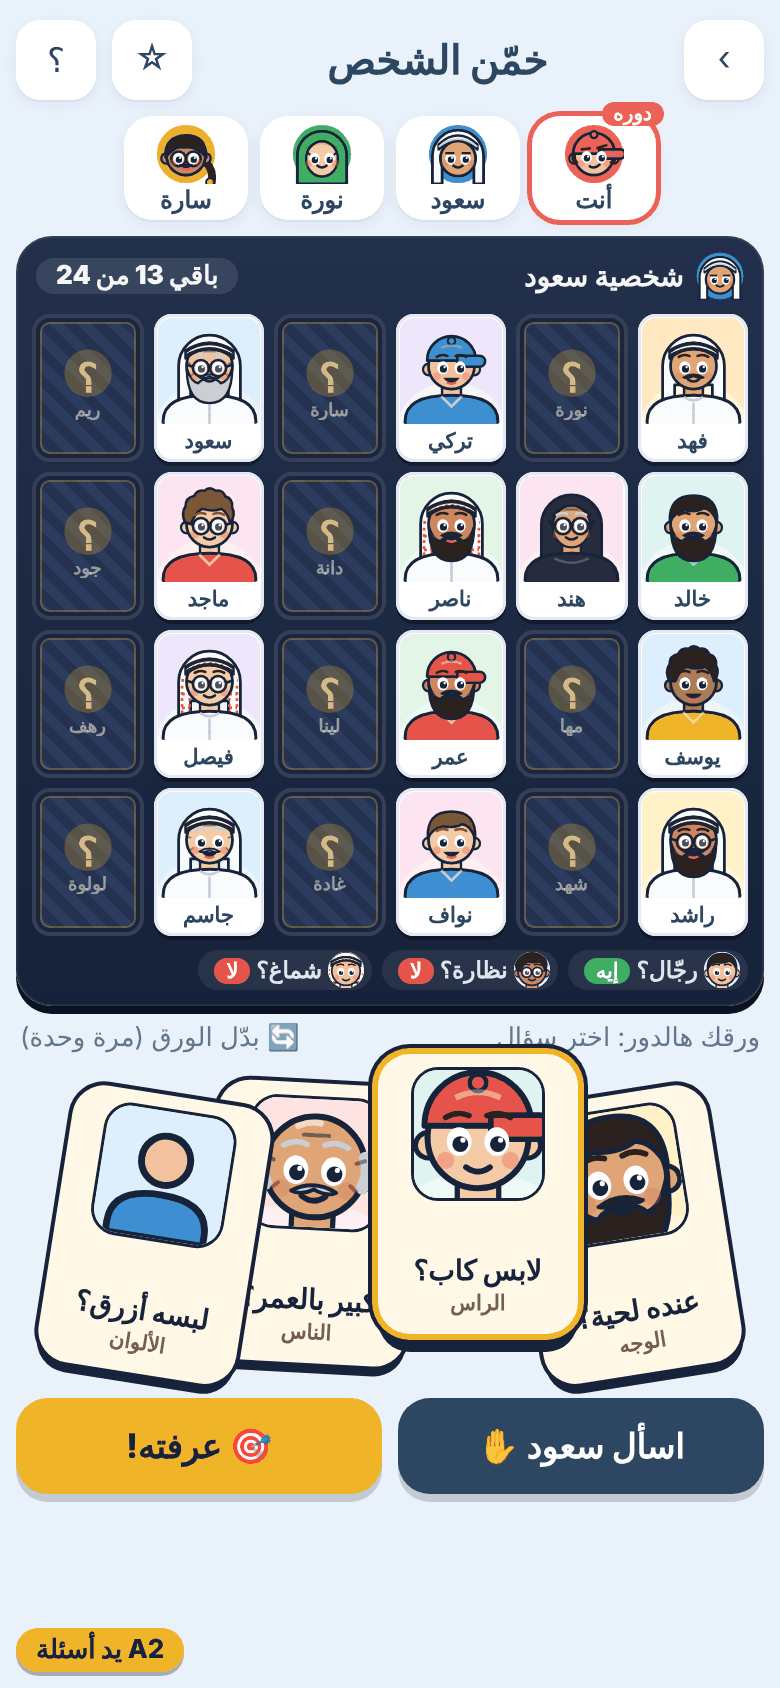 خمّن الشخص
؟
دوره
أنت
سعود
نورة
سارة
شخصية سعود
باقي 13 من 24
فهد
؟
نورة
تركي
؟
سارة
سعود
؟
ريم
خالد
هند
ناصر
؟
دانة
ماجد
؟
جود
يوسف
؟
مها
عمر
؟
لينا
فيصل
؟
رهف
راشد
؟
شهد
نواف
؟
غادة
جاسم
؟
لولوة
رجّال؟ إيه
نظارة؟ لا
شماغ؟ لا
ورقك هالدور: اختر سؤال
🔄 بدّل الورق (مرة وحدة)
عنده لحية؟
الوجه
لابس كاب؟
الراس
كبير بالعمر؟
الناس
لبسه أزرق؟
الألوان
اسأل سعود ✋
🎯 عرفته!
A2 يد أسئلة